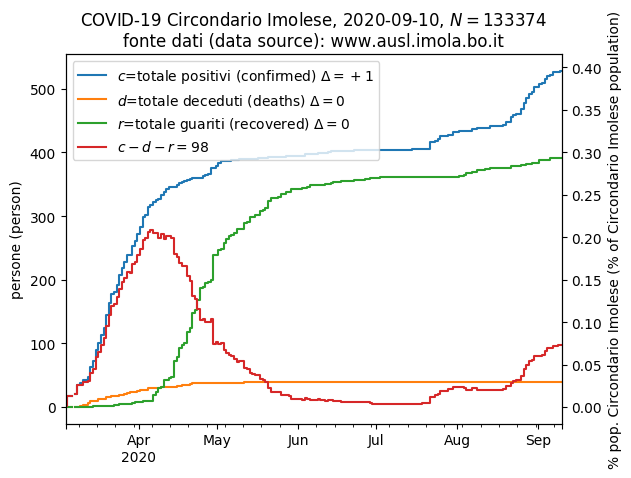 COVID-19 Circondario Imolese, 2020-09-10, N = 133374
fonte dati (data source): www.ausl.imola.bo.it
c=totale positivi (confirmed) Δ = +1
d=totale deceduti (deaths) Δ = 0
r=totale guariti (recovered) Δ = 0
c − d − r = 98
persone (person)
500
400
300
200
100
0
% pop. Circondario Imolese (% of Circondario Imolese population)
0.40
0.35
0.30
0.25
0.20
0.15
0.10
0.05
0.00
Apr May Jun Jul Aug Sep
2020